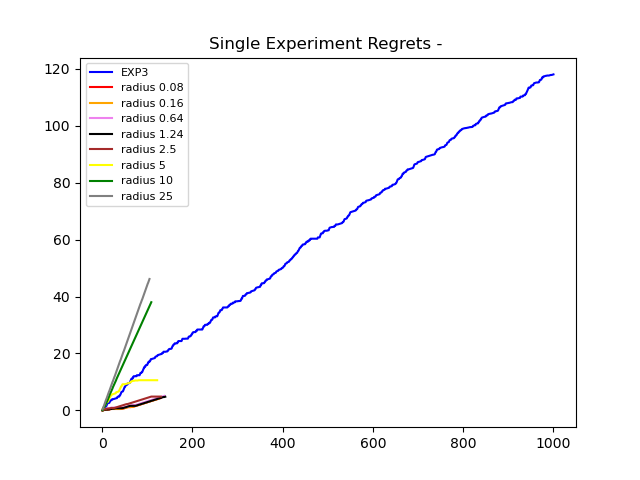 Single Experiment Regrets -
120
100
80
60
40
20
0
EXP3
radius 0.08
radius 0.16
radius 0.64
radius 1.24
radius 2.5
radius 5
radius 10
radius 25
0 200 400 600 800 1000